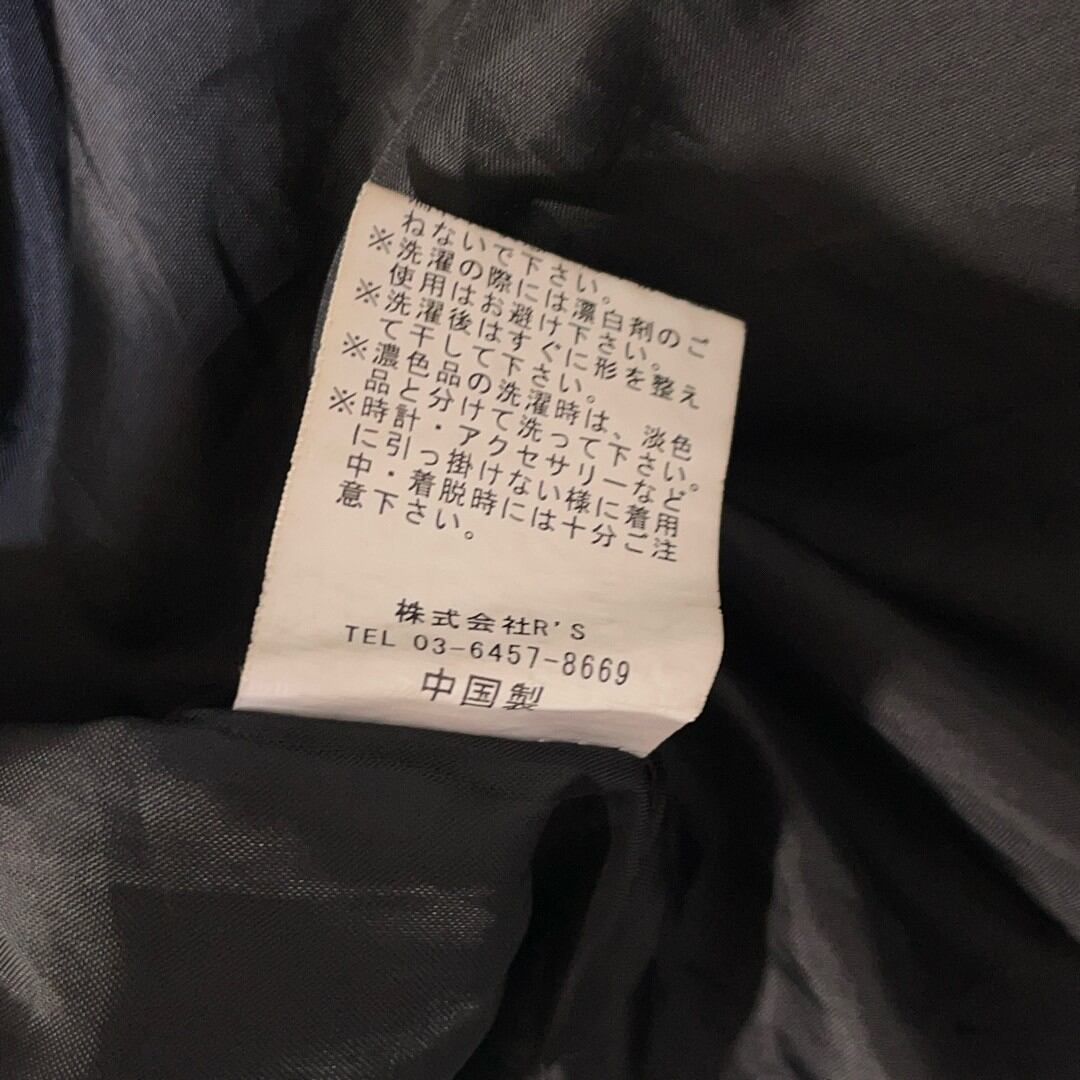 ねないで下さい。
※洗濯の際には漂白剤のご
使用はお避け下さい。
※洗濯後はすぐに形を整え
て干して下さい。
※濃色品の洗濯時は、淡色
品と分けて洗って下さい。
※時計・アクセサリーなど
に引っ掛けない様に着用
中・着脱時には十分ご注
意下さい。
株式会社R'S
TEL 03-6457-8669
中国製